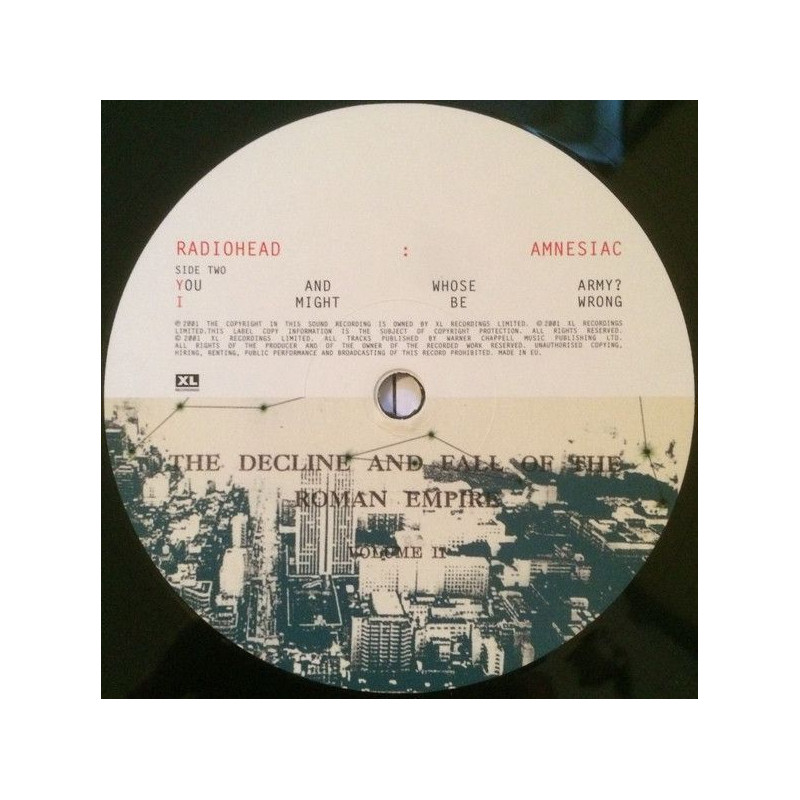 RADIOHEAD : AMNESIAC
SIDE TWO
YOU AND WHOSE ARMY?
I MIGHT BE WRONG
℗ 2001 THE COPYRIGHT IN THIS SOUND RECORDING IS OWNED BY XL RECORDINGS LIMITED. © 2001 XL RECORDINGS
LIMITED.THIS LABEL COPY INFORMATION IS THE SUBJECT OF COPYRIGHT PROTECTION. ALL RIGHTS RESERVED.
© 2001 XL RECORDINGS LIMITED. ALL TRACKS PUBLISHED BY WARNER CHAPPELL MUSIC PUBLISHING LTD.
ALL RIGHTS OF THE PRODUCER AND OF THE OWNER OF THE RECORDED WORK RESERVED. UNAUTHORISED COPYING,
HIRING, RENTING, PUBLIC PERFORMANCE AND BROADCASTING OF THIS RECORD PROHIBITED. MADE IN EU.
XL
RECORDINGS
THE DECLINE AND FALL OF THE
ROMAN EMPIRE
VOLUME II